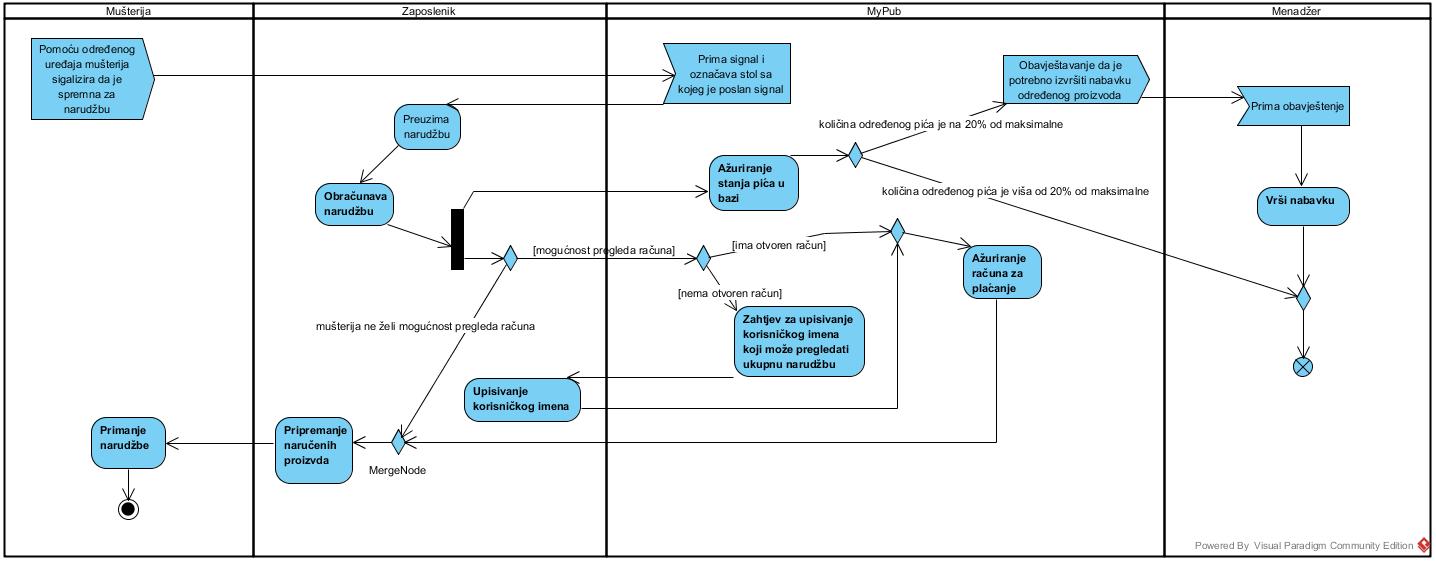 Mušterija
Zaposlenik
MyPub
Menadžer
Pomoću određenog
uređaja mušterija
sigalizira da je
spremna za
narudžbu
Prima signal i
označava stol sa
kojeg je poslan signal
Obavještavanje da je
potrebno izvršiti nabavku
određenog proizvoda
Prima obavještenje
Preuzima
narudžbu
količina određenog pića je na 20% od maksimalne
Ažuriranje
stanja pića u
bazi
količina određenog pića je viša od 20% od maksimalne
Obračunava
narudžbu
Vrši nabavku
[mogućnost pregleda računa]
[ima otvoren račun]
Ažuriranje
računa za
plaćanje
[nema otvoren račun]
Zahtjev za upisivanje
korisničkog imena
koji može pregledati
ukupnu narudžbu
mušterija ne želi mogućnost pregleda računa
Upisivanje
korisničkog imena
Primanje
narudžbe
Pripremanje
naručenih
proizvda
MergeNode
Powered By Visual Paradigm Community Edition